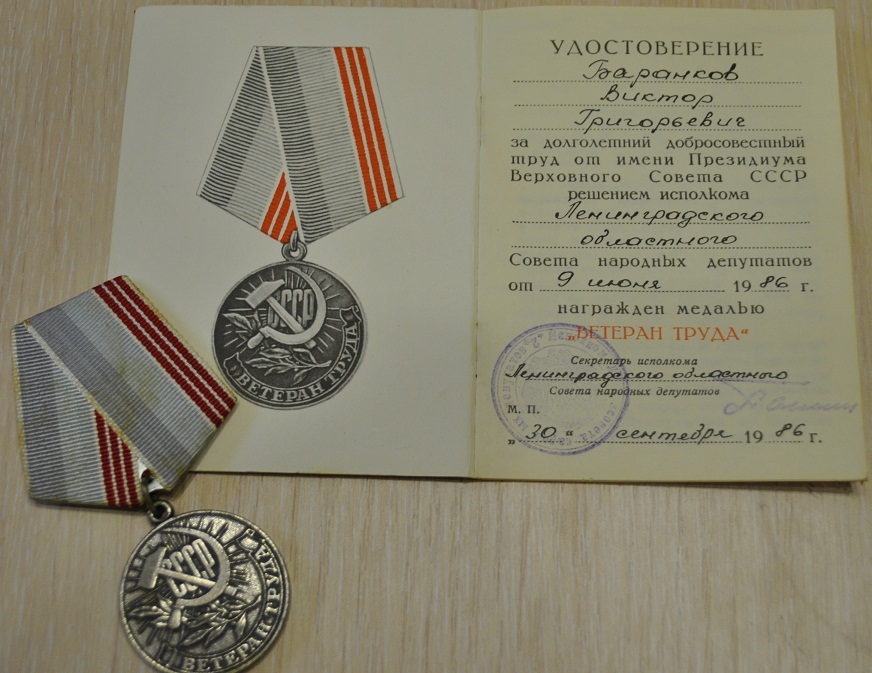 УДОСТОВЕРЕНИЕ
Баранков
Виктор
Григорьевич
за долголетний добросовестный
труд от имени Президиума
Верховного Совета СССР
решением исполкома
Ленинградского
областного
Совета народных депутатов
от 9 июня 1986 г.
награжден медалью
„ВЕТЕРАН ТРУДА“
Секретарь исполкома
Ленинградского областного
Совета народных депутатов
М. П.
„30“ сентября 1986 г.
СССР
ВЕТЕРАН ТРУДА
СССР
ВЕТЕРАН ТРУДА